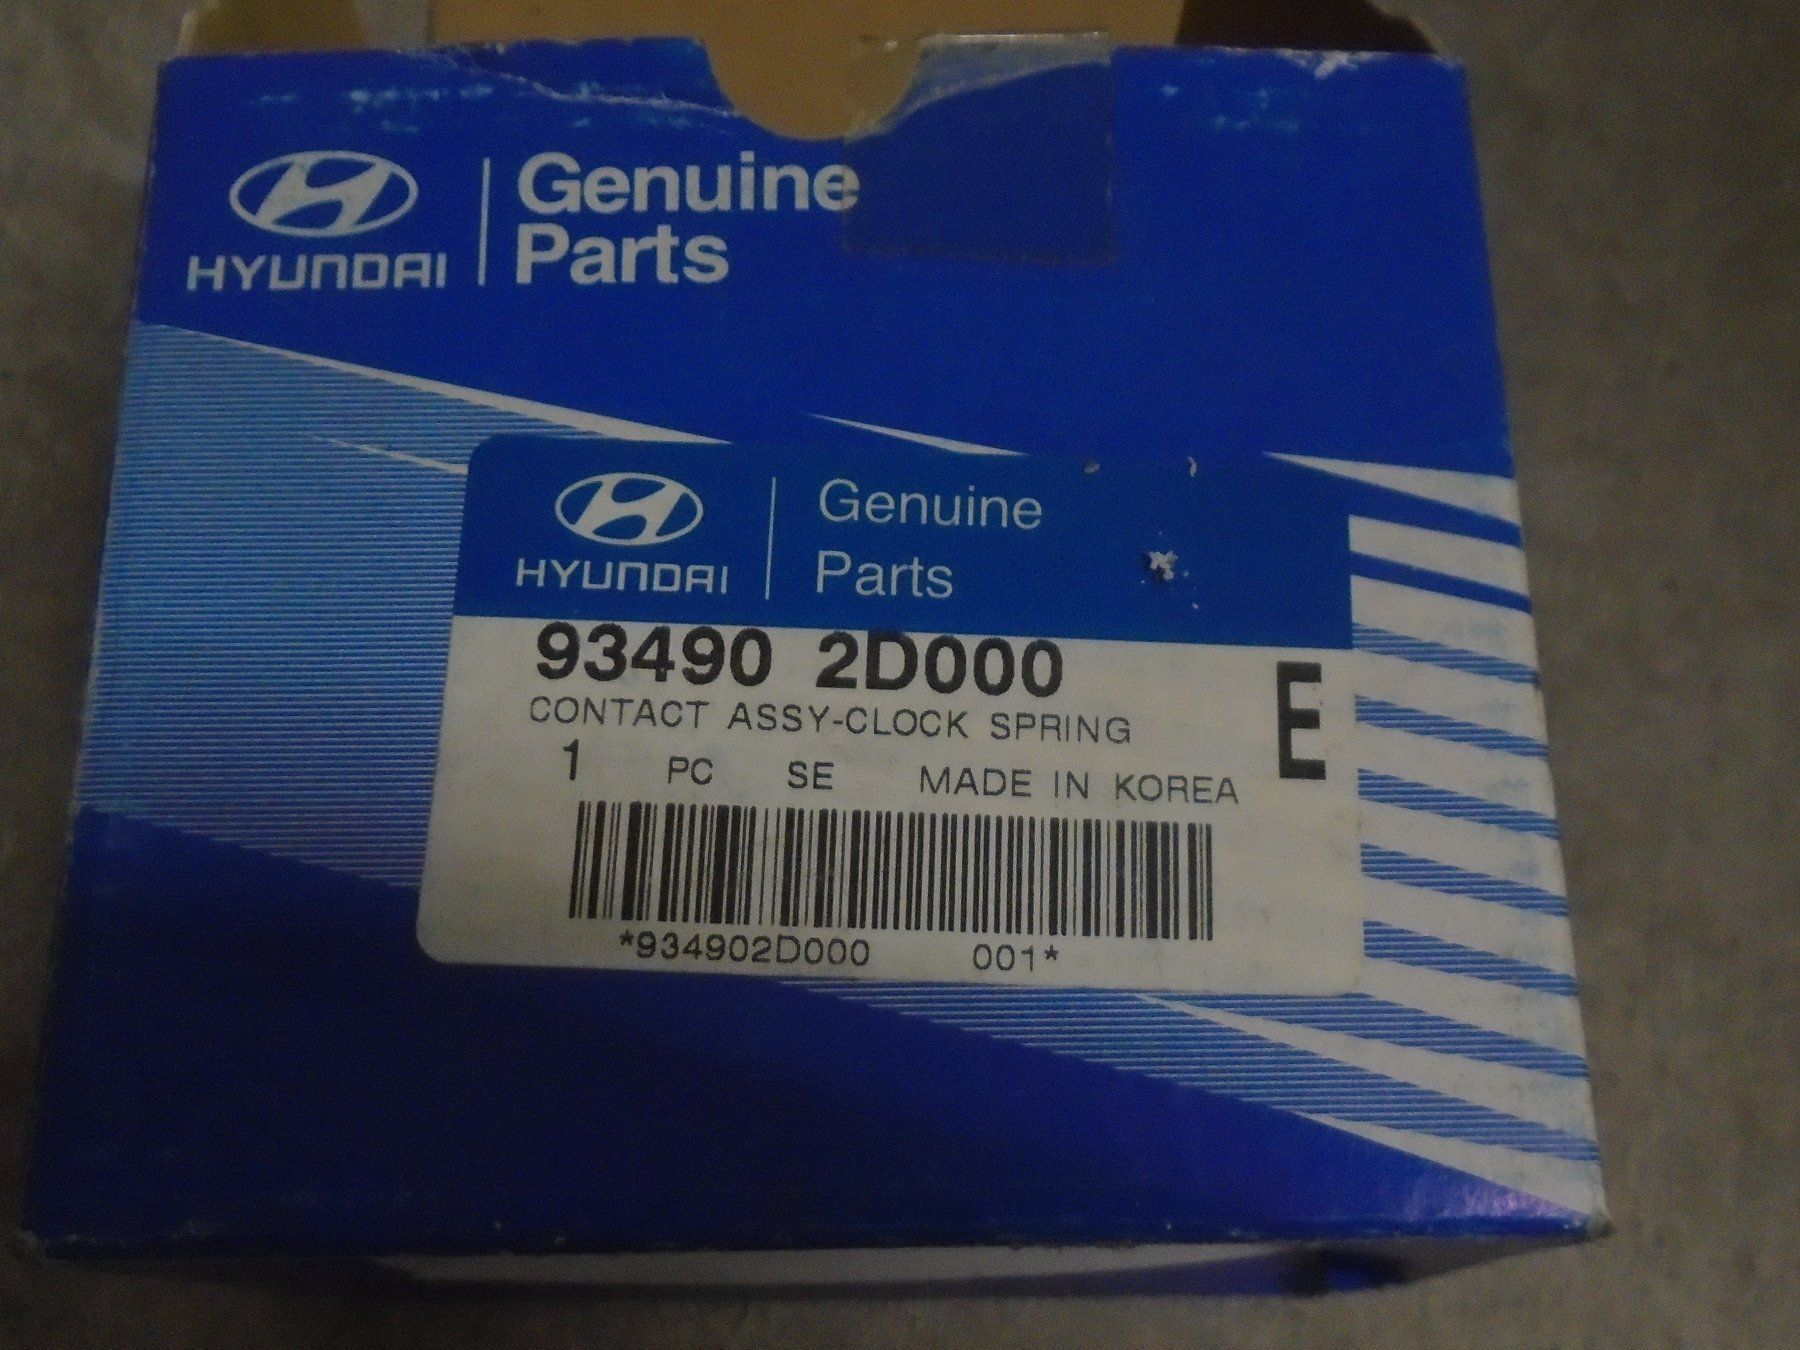 HYUNDAI
Genuine
Parts
HYUNDAI
Genuine
Parts
93490 2D000
CONTACT ASSY-CLOCK SPRING
E
1 PC SE MADE IN KOREA
*934902D000 001*